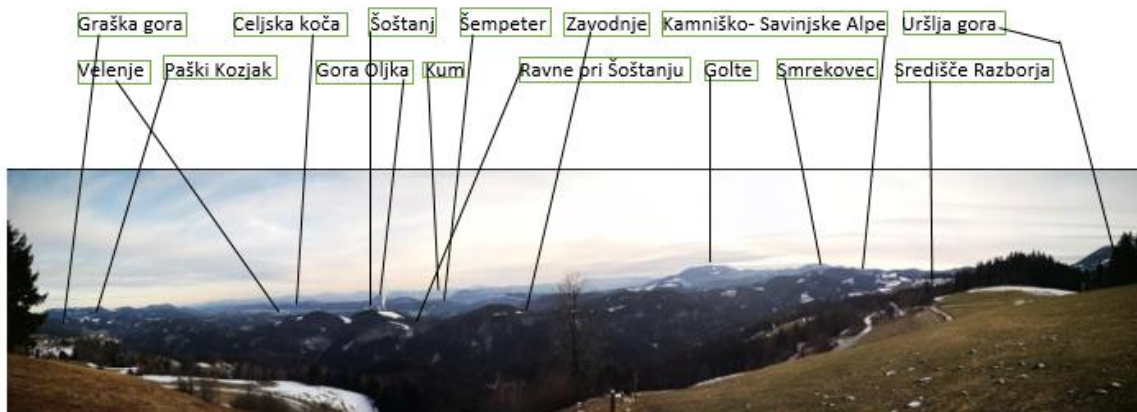 Graška gora Celjska koča Šoštanj Šempeter Zavodnje Kamniško- Savinjske Alpe Uršlja gora
Velenje Paški Kozjak Gora Oljka Kum Ravne pri Šoštanju Golte Smrekovec Središče Razborja